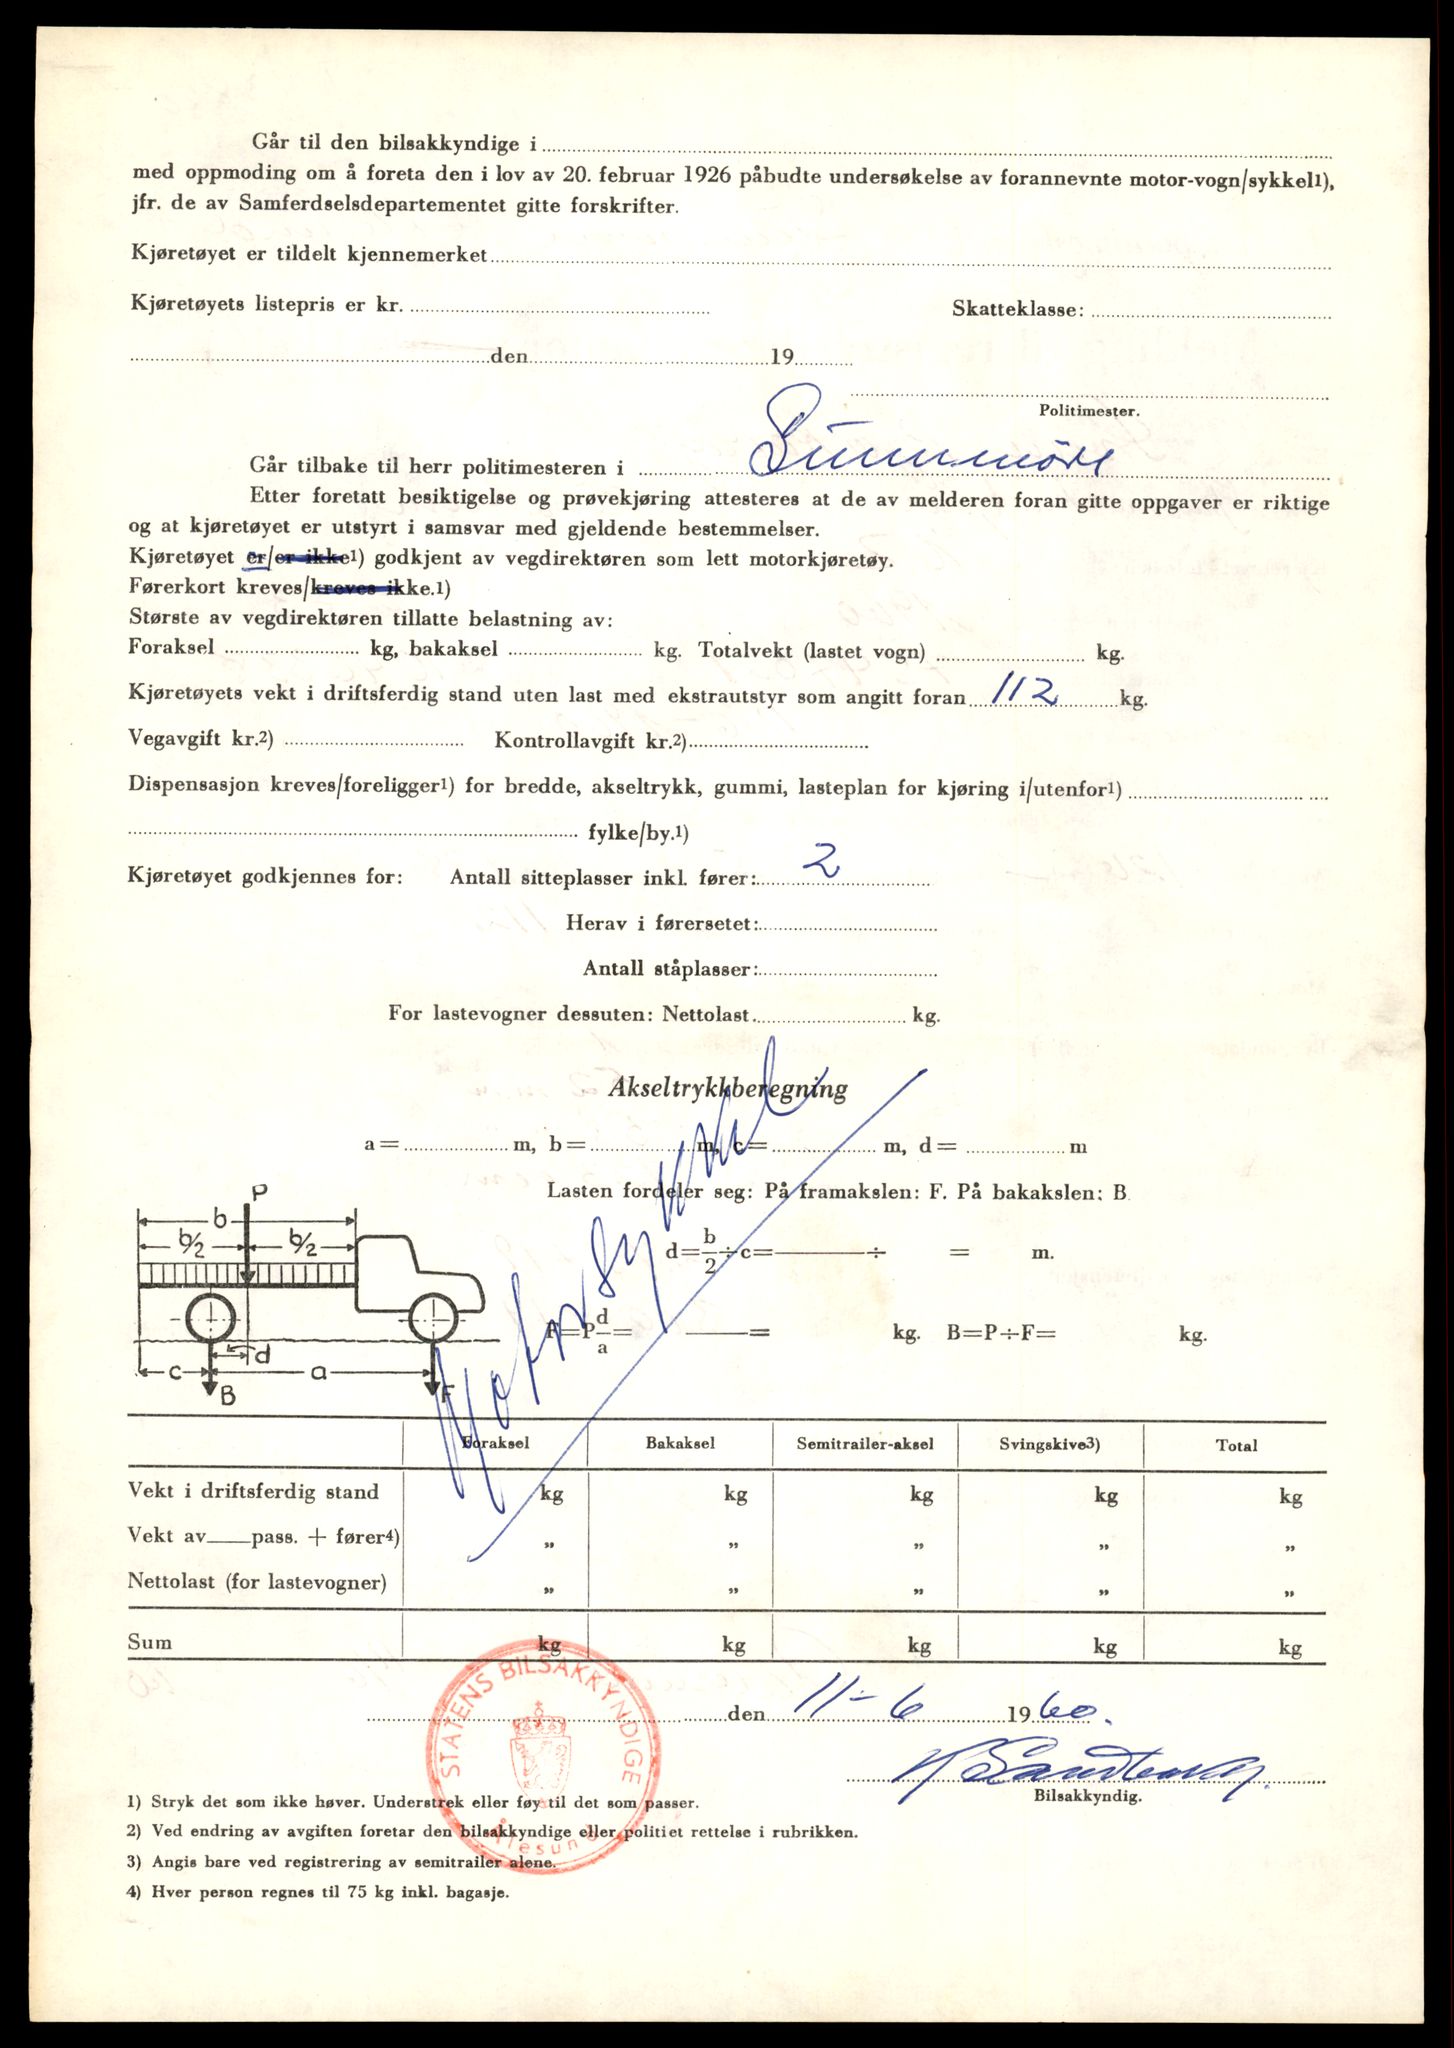 Går til den bilsakkyndige i
med oppmoding om å foreta den i lov av 20. februar 1926 påbudte undersøkelse av forannevnte motor-vogn/sykkel1),
jfr. de av Samferdselsdepartementet gitte forskrifter.
Kjøretøyet er tildelt kjennemerket
Kjøretøyets listepris er kr. Skatteklasse:
den 19
Politimester.
Går tilbake til herr politimesteren i Sunnmöre
Etter foretatt besiktigelse og prøvekjøring attesteres at de av melderen foran gitte oppgaver er riktige
og at kjøretøyet er utstyrt i samsvar med gjeldende bestemmelser.
Kjøretøyet er/er ikke1) godkjent av vegdirektøren som lett motorkjøretøy.
Førerkort kreves/kreves ikke.1)
Største av vegdirektøren tillatte belastning av:
Foraksel kg, bakaksel kg. Totalvekt (lastet vogn) kg.
Kjøretøyets vekt i driftsferdig stand uten last med ekstrautstyr som angitt foran 112 kg.
Vegavgift kr.2) Kontrollavgift kr.2)
Dispensasjon kreves/foreligger1) for bredde, akseltrykk, gummi, lasteplan for kjøring i/utenfor1)
fylke/by.1)
Kjøretøyet godkjennes for: Antall sitteplasser inkl. fører: 2
Herav i førersetet:
Antall ståplasser:
For lastevogner dessuten: Nettolast kg.
Akseltrykkberegning
a= m, b= m, c= m, d= m
Lasten fordeler seg: På framakslen: F. På bakakslen: B
d=b/2÷c= ÷ = m.
F=P d/a= = kg. B=P÷F= kg.
P
b
b/2 b/2
d
c a
B F
Motorsykkel
Foraksel Bakaksel Semitrailer-aksel Svingskive3) Total
Vekt i driftsferdig stand kg kg kg kg kg
Vekt av pass. + fører4) „ „ „ „ „
Nettolast (for lastevogner) „ „ „ „ „
Sum kg kg kg kg kg
STATENS BILSAKKYNDIGE
Ålesund
den 11-6 1960.
Bilsakkyndig.
1) Stryk det som ikke høver. Understrek eller føy til det som passer.
2) Ved endring av avgiften foretar den bilsakkyndige eller politiet rettelse i rubrikken.
3) Angis bare ved registrering av semitrailer alene.
4) Hver person regnes til 75 kg inkl. bagasje.